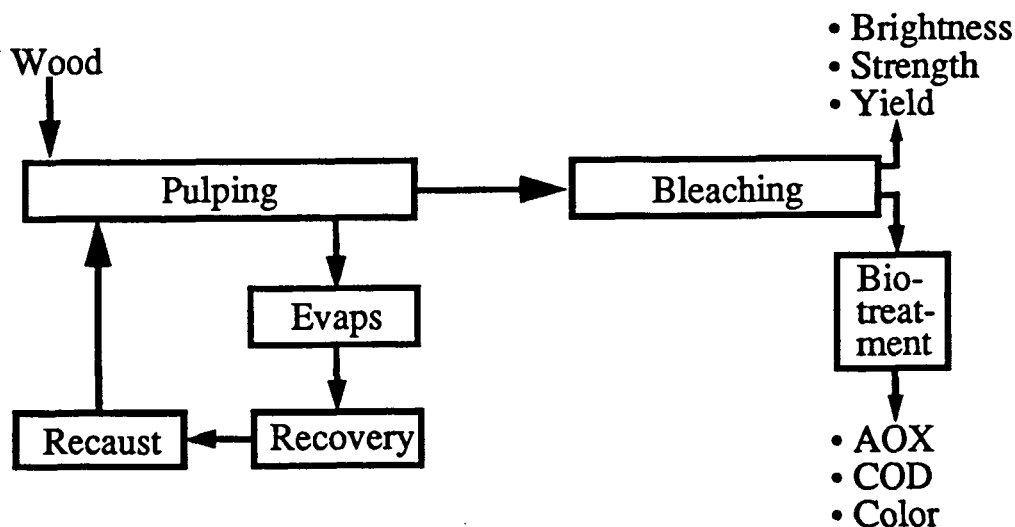 Wood
• Brightness
• Strength
• Yield
Pulping
Bleaching
Evaps
Bio-
treat-
ment
Recaust
Recovery
• AOX
• COD
• Color